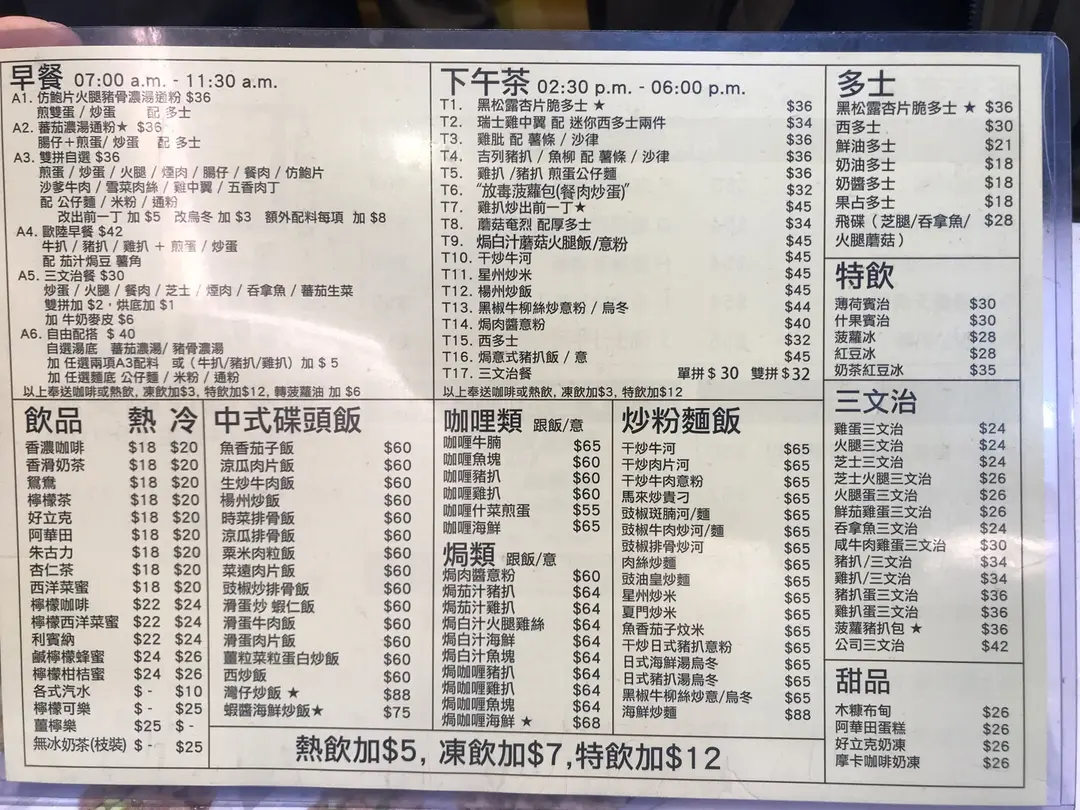 早餐 07:00 a.m. - 11:30 a.m.
A1. 仿鮑片火腿豬骨濃湯通粉 $36
煎雙蛋 / 炒蛋 配 多士
A2. 蕃茄濃湯通粉★ $36
腸仔＋煎蛋/ 炒蛋 配 多士
A3. 雙拼自選 $36
煎蛋 / 炒蛋 / 火腿 / 煙肉 / 腸仔 / 餐肉 / 仿鮑片
沙爹牛肉 / 雪菜肉絲 / 雞中翼 / 五香肉丁
配 公仔麵 / 米粉 / 通粉
改出前一丁 加 $5 改烏冬 加 $3 額外配料每項 加 $8
A4. 歐陸早餐 $42
牛扒 / 豬扒 / 雞扒 ＋ 煎蛋 / 炒蛋
配 茄汁焗豆 薯角
A5. 三文治餐 $30
炒蛋 / 火腿 / 餐肉 / 芝士 / 煙肉 / 吞拿魚 / 蕃茄生菜
雙拼加 $2，烘底加 $1
加 牛奶麥皮 $6
A6. 自由配搭 $ 40
自選湯底 蕃茄濃湯/ 豬骨濃湯
加 任選兩項A3配料 或 (牛扒/豬扒/雞扒) 加 $ 5
加 任選麵底 公仔麵 / 米粉 / 通粉
以上奉送咖啡或熱飲, 凍飲加$3, 特飲加$12, 轉菠蘿油 加 $6
下午茶 02:30 p.m. - 06:00 p.m.
T1. 黑松露杏片脆多士 ★ $36
T2. 瑞士雞中翼 配 迷你西多士兩件 $34
T3. 雞肶 配 薯條 / 沙律 $36
T4. 吉列豬扒 / 魚柳 配 薯條 / 沙律 $36
T5. 雞扒 /豬扒 煎蛋公仔麵 $36
T6. "放毒菠蘿包(餐肉炒蛋)" $32
T7. 雞扒炒出前一丁★ $45
T8. 蘑菇奄烈 配厚多士 $34
T9. 焗白汁蘑菇火腿飯/意粉 $45
T10. 干炒牛河 $45
T11. 星州炒米 $45
T12. 楊州炒飯 $45
T13. 黑椒牛柳絲炒意粉 / 烏冬 $44
T14. 焗肉醬意粉 $40
T15. 西多士 $32
T16. 焗意式豬扒飯 / 意 $45
T17. 三文治餐 單拼 $ 30 雙拼 $ 32
以上奉送咖啡或熱飲, 凍飲加$3, 特飲加$12
多士
黑松露杏片脆多士 ★ $36
西多士 $30
鮮油多士 $21
奶油多士 $18
奶醬多士 $18
果占多士 $18
飛碟（芝腿/吞拿魚/ $28
火腿蘑菇）
特飲
薄荷賓治 $30
什果賓治 $30
菠蘿冰 $28
紅豆冰 $28
奶茶紅豆冰 $35
三文治
雞蛋三文治 $24
火腿三文治 $24
芝士三文治 $24
芝士火腿三文治 $26
火腿蛋三文治 $26
鮮茄雞蛋三文治 $26
吞拿魚三文治 $24
咸牛肉雞蛋三文治 $30
豬扒/三文治 $34
雞扒/三文治 $34
豬扒蛋三文治 $36
雞扒蛋三文治 $36
菠蘿豬扒包 ★ $36
公司三文治 $42
甜品
木糠布甸 $26
阿華田蛋糕 $26
好立克奶凍 $26
摩卡咖啡奶凍 $26
飲品 熱 冷
香濃咖啡 $18 $20
香滑奶茶 $18 $20
鴛鴦 $18 $20
檸檬茶 $18 $20
好立克 $18 $20
阿華田 $18 $20
朱古力 $18 $20
杏仁茶 $18 $20
西洋菜蜜 $18 $20
檸檬咖啡 $22 $24
檸檬西洋菜蜜 $22 $24
利賓納 $22 $24
鹹檸檬蜂蜜 $24 $26
檸檬柑桔蜜 $24 $26
各式汽水 $ - $10
檸檬可樂 $ - $25
薑檸樂 $25 $ -
無冰奶茶(枝裝) $ - $25
中式碟頭飯
魚香茄子飯 $60
涼瓜肉片飯 $60
生炒牛肉飯 $60
楊州炒飯 $60
時菜排骨飯 $60
涼瓜排骨飯 $60
粟米肉粒飯 $60
菜遠肉片飯 $60
豉椒炒排骨飯 $60
滑蛋炒 蝦仁飯 $60
滑蛋牛肉飯 $60
滑蛋肉片飯 $60
薑粒菜粒蛋白炒飯 $60
西炒飯 $60
灣仔炒飯 ★ $88
蝦醬海鮮炒飯★ $75
咖哩類 跟飯/意
咖喱牛腩 $65
咖喱魚塊 $60
咖喱豬扒 $60
咖喱雞扒 $60
咖喱什菜煎蛋 $55
咖喱海鮮 $65
焗類 跟飯/意
焗肉醬意粉 $60
焗茄汁豬扒 $64
焗茄汁雞扒 $64
焗白汁火腿雞絲 $64
焗白汁海鮮 $64
焗白汁魚塊 $64
焗咖喱豬扒 $64
焗咖喱雞扒 $64
焗咖喱魚塊 $64
焗咖喱海鮮 ★ $68
炒粉麵飯
干炒牛河 $65
干炒肉片河 $65
干炒牛肉意粉 $65
馬來炒貴刁 $65
豉椒斑腩河/麵 $65
豉椒牛肉炒河/麵 $65
豉椒排骨炒河 $65
肉絲炒麵 $65
豉油皇炒麵 $65
星州炒米 $65
夏門炒米 $65
魚香茄子炆米 $65
干炒日式豬扒意粉 $65
日式海鮮湯烏冬 $65
日式豬扒湯烏冬 $65
黑椒牛柳絲炒意/烏冬 $65
海鮮炒麵 $88
熱飲加$5, 凍飲加$7,特飲加$12